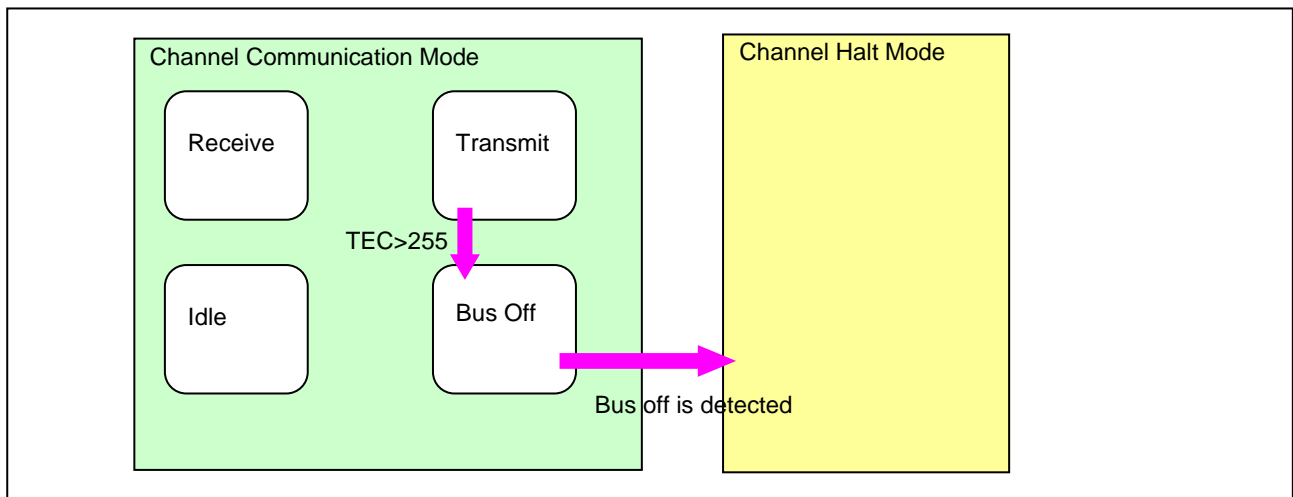 Channel Communication Mode
Channel Halt Mode
Receive
Transmit
TEC>255
Idle
Bus Off
Bus off is detected